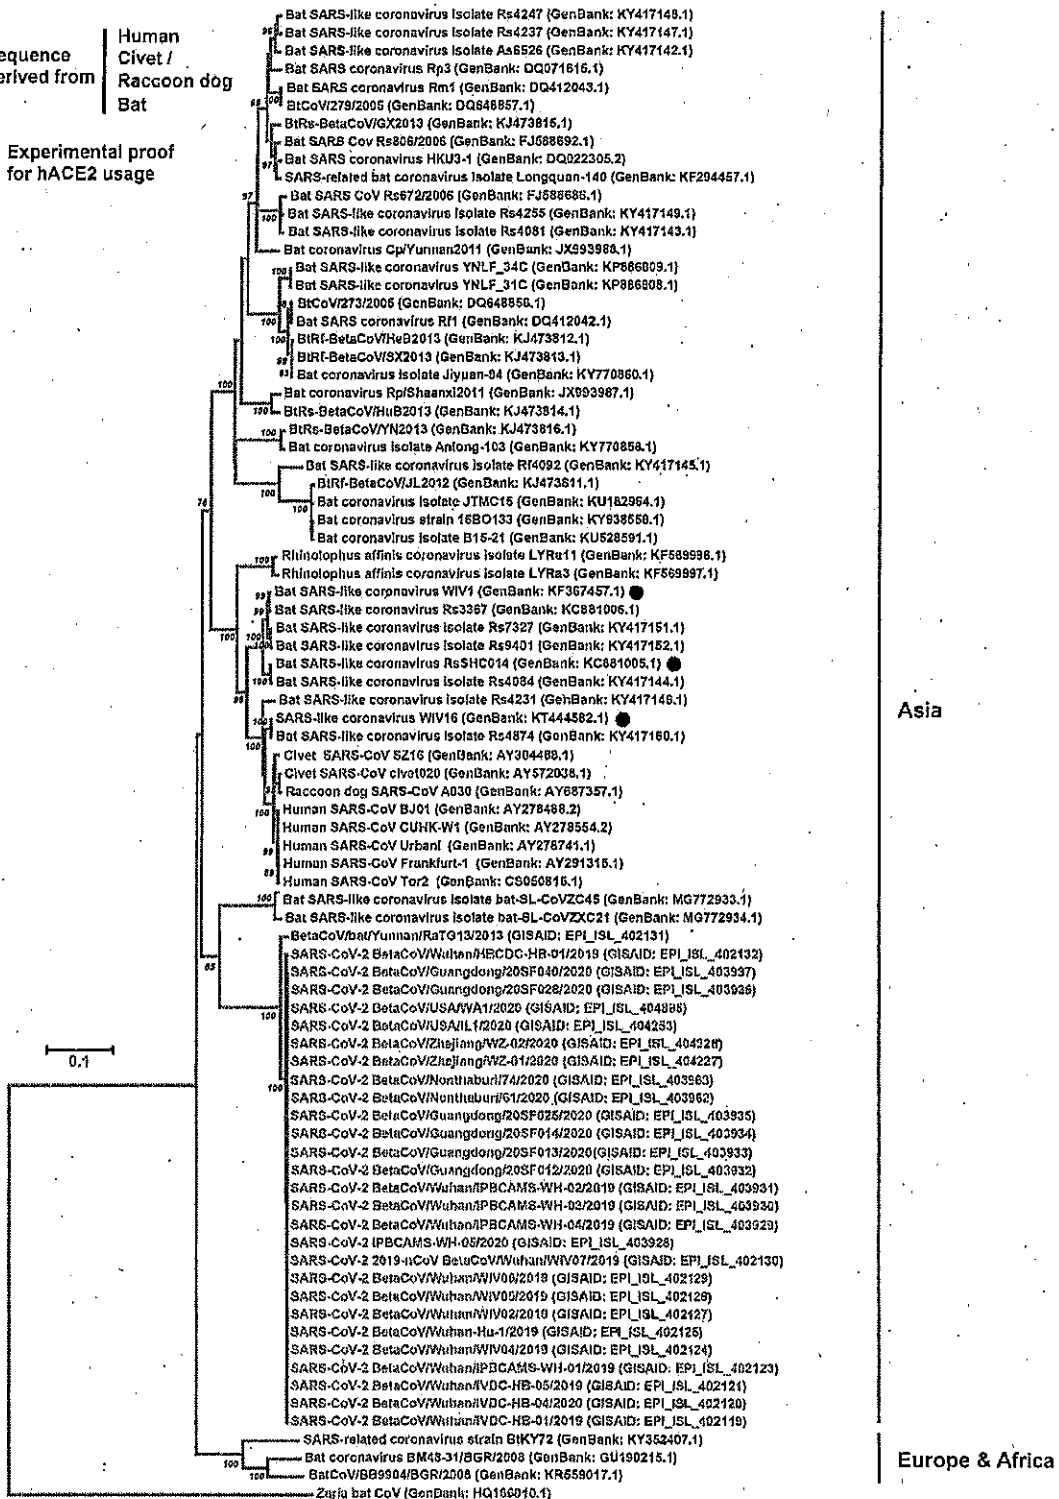 equence
erived from
Human
Civet /
Raccoon dog
Bat
Experimental proof
for hACE2 usage
Bat SARS-like coronavirus isolate Rs4247 (GenBank: KY417148.1)
Bat SARS-like coronavirus isolate Rs4237 (GenBank: KY417147.1)
Bat SARS-like coronavirus isolate As6526 (GenBank: KY417142.1)
Bat SARS coronavirus Rp3 (GenBank: DQ071615.1)
Bat SARS coronavirus Rm1 (GenBank: DQ412043.1)
BtCoV/279/2005 (GenBank: DQ648857.1)
BtRs-BetaCoV/GX2013 (GenBank: KJ473815.1)
Bat SARS Cov Rs806/2006 (GenBank: FJ588692.1)
Bat SARS coronavirus HKU3-1 (GenBank: DQ022305.2)
SARS-related bat coronavirus isolate Longquan-140 (GenBank: KF294457.1)
Bat SARS CoV Rs672/2006 (GenBank: FJ588686.1)
Bat SARS-like coronavirus isolate Rs4255 (GenBank: KY417149.1)
Bat SARS-like coronavirus isolate Rs4081 (GenBank: KY417143.1)
Bat coronavirus Cp/Yunnan2011 (GenBank: JX993988.1)
Bat SARS-like coronavirus YNLF_34C (GenBank: KP886809.1)
Bat SARS-like coronavirus YNLF_31C (GenBank: KP886808.1)
BtCoV/273/2005 (GenBank: DQ648856.1)
Bat SARS coronavirus Rf1 (GenBank: DQ412042.1)
BtRf-BetaCoV/HeB2013 (GenBank: KJ473812.1)
BtRf-BetaCoV/SX2013 (GenBank: KJ473813.1)
Bat coronavirus isolate Jiyuan-84 (GenBank: KY770860.1)
Bat coronavirus Rp/Shaanxi2011 (GenBank: JX993987.1)
BtRs-BetaCoV/HuB2013 (GenBank: KJ473814.1)
BtRs-BetaCoV/YN2013 (GenBank: KJ473816.1)
Bat coronavirus isolate Anlong-103 (GenBank: KY770858.1)
Bat SARS-like coronavirus isolate Rf4092 (GenBank: KY417145.1)
BtRf-BetaCoV/JL2012 (GenBank: KJ473811.1)
Bat coronavirus isolate JTMC15 (GenBank: KU182964.1)
Bat coronavirus strain 16BO133 (GenBank: KY938558.1)
Bat coronavirus isolate B15-21 (GenBank: KU528591.1)
Rhinolophus affinis coronavirus isolate LYRa11 (GenBank: KF569996.1)
Rhinolophus affinis coronavirus isolate LYRa3 (GenBank: KF569997.1)
Bat SARS-like coronavirus WIV1 (GenBank: KF367457.1)
Bat SARS-like coronavirus Rs3367 (GenBank: KC881006.1)
Bat SARS-like coronavirus isolate Rs7327 (GenBank: KY417151.1)
Bat SARS-like coronavirus isolate Rs9401 (GenBank: KY417152.1)
Bat SARS-like coronavirus RsSHC014 (GenBank: KC881005.1)
Bat SARS-like coronavirus isolate Rs4084 (GenBank: KY417144.1)
Bat SARS-like coronavirus isolate Rs4231 (GenBank: KY417146.1)
SARS-like coronavirus WIV16 (GenBank: KT444582.1)
Bat SARS-like coronavirus isolate Rs4874 (GenBank: KY417150.1)
Civet SARS-CoV SZ16 (GenBank: AY304488.1)
Civet SARS-CoV civet020 (GenBank: AY572038.1)
Raccoon dog SARS-CoV A030 (GenBank: AY687357.1)
Human SARS-CoV BJ01 (GenBank: AY278488.2)
Human SARS-CoV CUHK-W1 (GenBank: AY278554.2)
Human SARS-CoV Urbani (GenBank: AY278741.1)
Human SARS-CoV Frankfurt-1 (GenBank: AY291315.1)
Human SARS-CoV Tor2 (GenBank: CS050815.1)
Bat SARS-like coronavirus isolate bat-SL-CoVZC45 (GenBank: MG772933.1)
Bat SARS-like coronavirus isolate bat-SL-CoVZXC21 (GenBank: MG772934.1)
BetaCoV/bat/Yunnan/RaTG13/2013 (GISAID: EPI_ISL_402131)
SARS-CoV-2 BetaCoV/Wuhan/HBCDC-HB-01/2019 (GISAID: EPI_ISL_402132)
SARS-CoV-2 BetaCoV/Guangdong/20SF040/2020 (GISAID: EPI_ISL_403937)
SARS-CoV-2 BetaCoV/Guangdong/20SF028/2020 (GISAID: EPI_ISL_403936)
SARS-CoV-2 BetaCoV/USA/WA1/2020 (GISAID: EPI_ISL_404895)
SARS-CoV-2 BetaCoV/USA/IL1/2020 (GISAID: EPI_ISL_404253)
SARS-CoV-2 BetaCoV/Zhejiang/WZ-02/2020 (GISAID: EPI_ISL_404228)
SARS-CoV-2 BetaCoV/Zhejiang/WZ-01/2020 (GISAID: EPI_ISL_404227)
SARS-CoV-2 BetaCoV/Nonthaburi/74/2020 (GISAID: EPI_ISL_403963)
SARS-CoV-2 BetaCoV/Nonthaburi/61/2020 (GISAID: EPI_ISL_403962)
SARS-CoV-2 BetaCoV/Guangdong/20SF025/2020 (GISAID: EPI_ISL_403935)
SARS-CoV-2 BetaCoV/Guangdong/20SF014/2020 (GISAID: EPI_ISL_403934)
SARS-CoV-2 BetaCoV/Guangdong/20SF013/2020(GISAID: EPI_ISL_403933)
SARS-CoV-2 BetaCoV/Guangdong/20SF012/2020 (GISAID: EPI_ISL_403932)
SARS-CoV-2 BetaCoV/Wuhan/IPBCAMS-WH-02/2019 (GISAID: EPI_ISL_403931)
SARS-CoV-2 BetaCoV/Wuhan/IPBCAMS-WH-03/2019 (GISAID: EPI_ISL_403930)
SARS-CoV-2 BetaCoV/Wuhan/IPBCAMS-WH-04/2019 (GISAID: EPI_ISL_403929)
SARS-CoV-2 IPBCAMS-WH-05/2020 (GISAID: EPI_ISL_403928)
SARS-CoV-2 2019-nCoV BetaCoV/Wuhan/WIV07/2019 (GISAID: EPI_ISL_402130)
SARS-CoV-2 BetaCoV/Wuhan/WIV06/2019 (GISAID: EPI_ISL_402129)
SARS-CoV-2 BetaCoV/Wuhan/WIV05/2019 (GISAID: EPI_ISL_402128)
SARS-CoV-2 BetaCoV/Wuhan/WIV02/2019 (GISAID: EPI_ISL_402127)
SARS-CoV-2 BetaCoV/Wuhan-Hu-1/2019 (GISAID: EPI_ISL_402125)
SARS-CoV-2 BetaCoV/Wuhan/WIV04/2019 (GISAID: EPI_ISL_402124)
SARS-CoV-2 BetaCoV/Wuhan/IPBCAMS-WH-01/2019 (GISAID: EPI_ISL_402123)
SARS-CoV-2 BetaCoV/Wuhan/IVDC-HB-05/2019 (GISAID: EPI_ISL_402121)
SARS-CoV-2 BetaCoV/Wuhan/IVDC-HB-04/2020 (GISAID: EPI_ISL_402120)
SARS-CoV-2 BetaCoV/Wuhan/IVDC-HB-01/2019 (GISAID: EPI_ISL_402119)
SARS-related coronavirus strain BtKY72 (GenBank: KY352407.1)
Bat coronavirus BM48-31/BGR/2008 (GenBank: GU190215.1)
BatCoV/BB9904/BGR/2008 (GenBank: KR559017.1)
Zaria bat CoV (GenBank: HQ166910.1)
0.1
Asia
Europe & Africa